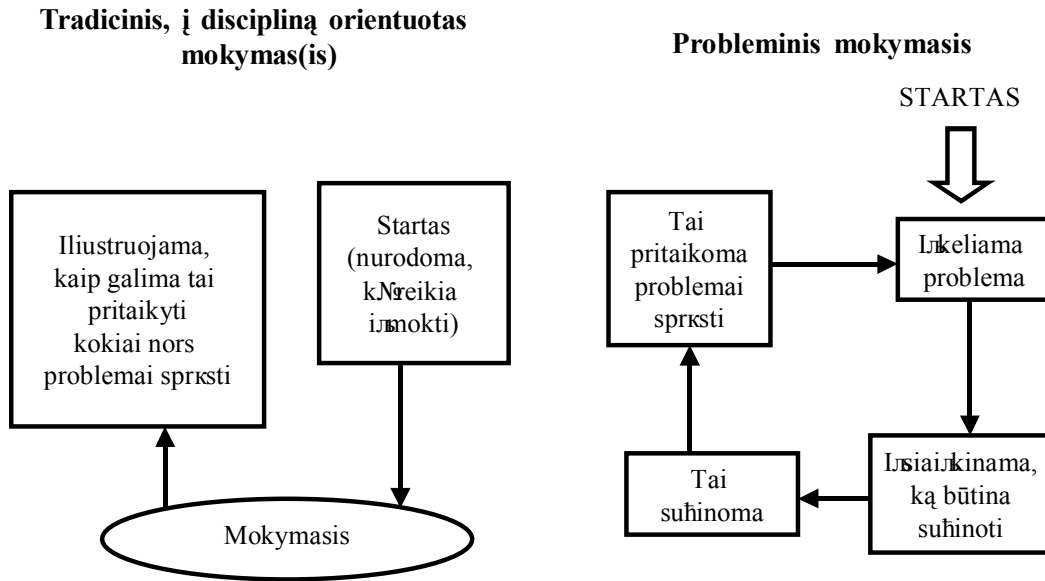 Tradicinis, į discipliną orientuotas
mokymas(is)
Iliustruojama,
kaip galima tai
pritaikyti
kokiai nors
problemai sprкsti
Startas
(nurodoma,
k№reikia
iљmokti)
Mokymasis
Probleminis mokymasis
STARTAS
Tai
pritaikoma
problemai
sprкsti
Iљkeliama
problema
Tai
suћinoma
Iљsiaiљkinama,
ką būtina
suћinoti